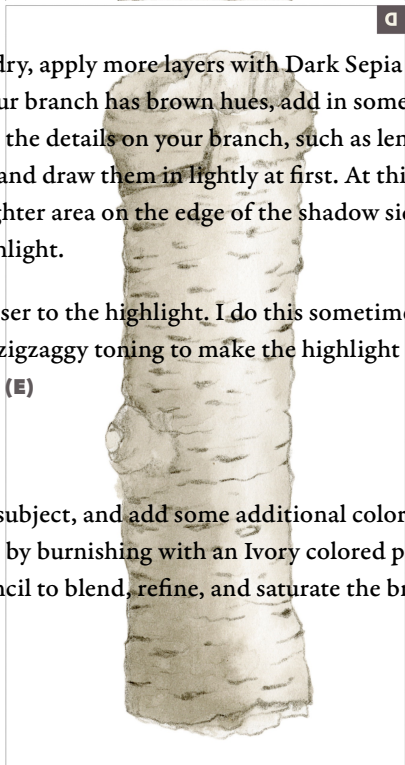 D
dry, apply more layers with Dark Sepia
ur branch has brown hues, add in some
the details on your branch, such as len
and draw them in lightly at first. At thi
ghter area on the edge of the shadow sid
hlight.
ser to the highlight. I do this sometime
zigzaggy toning to make the highlight
(E)
subject, and add some additional color
by burnishing with an Ivory colored p
ncil to blend, refine, and saturate the br